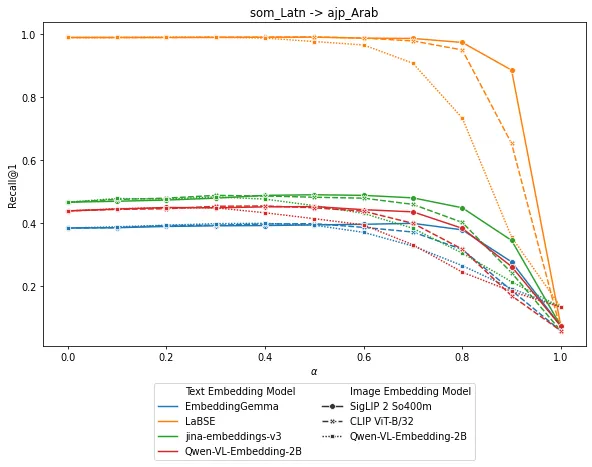 som_Latn -> ajp_Arab
1.0
0.8
0.6
0.4
0.2
Recall@1
0.0 0.2 0.4 0.6 0.8 1.0
α
Text Embedding Model Image Embedding Model
EmbeddingGemma SigLIP 2 So400m
LaBSE CLIP ViT-B/32
jina-embeddings-v3 Qwen-VL-Embedding-2B
Qwen-VL-Embedding-2B